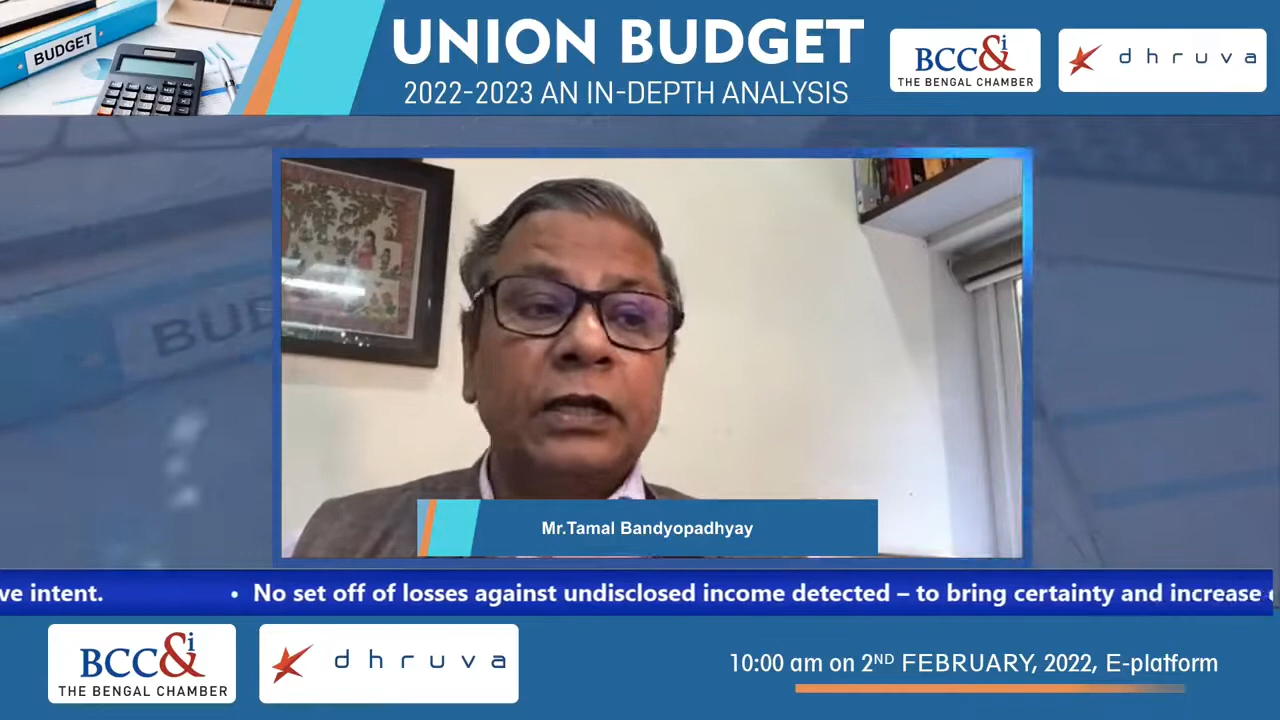 BUDGET
UNION BUDGET
2022-2023 AN IN-DEPTH ANALYSIS
BCC&i
THE BENGAL CHAMBER
dhruva
BUD
Mr.Tamal Bandyopadhyay
ve intent. • No set off of losses against undisclosed income detected – to bring certainty and increase
BCC&i
THE BENGAL CHAMBER
dhruva
10:00 am on 2ND FEBRUARY, 2022, E-platform